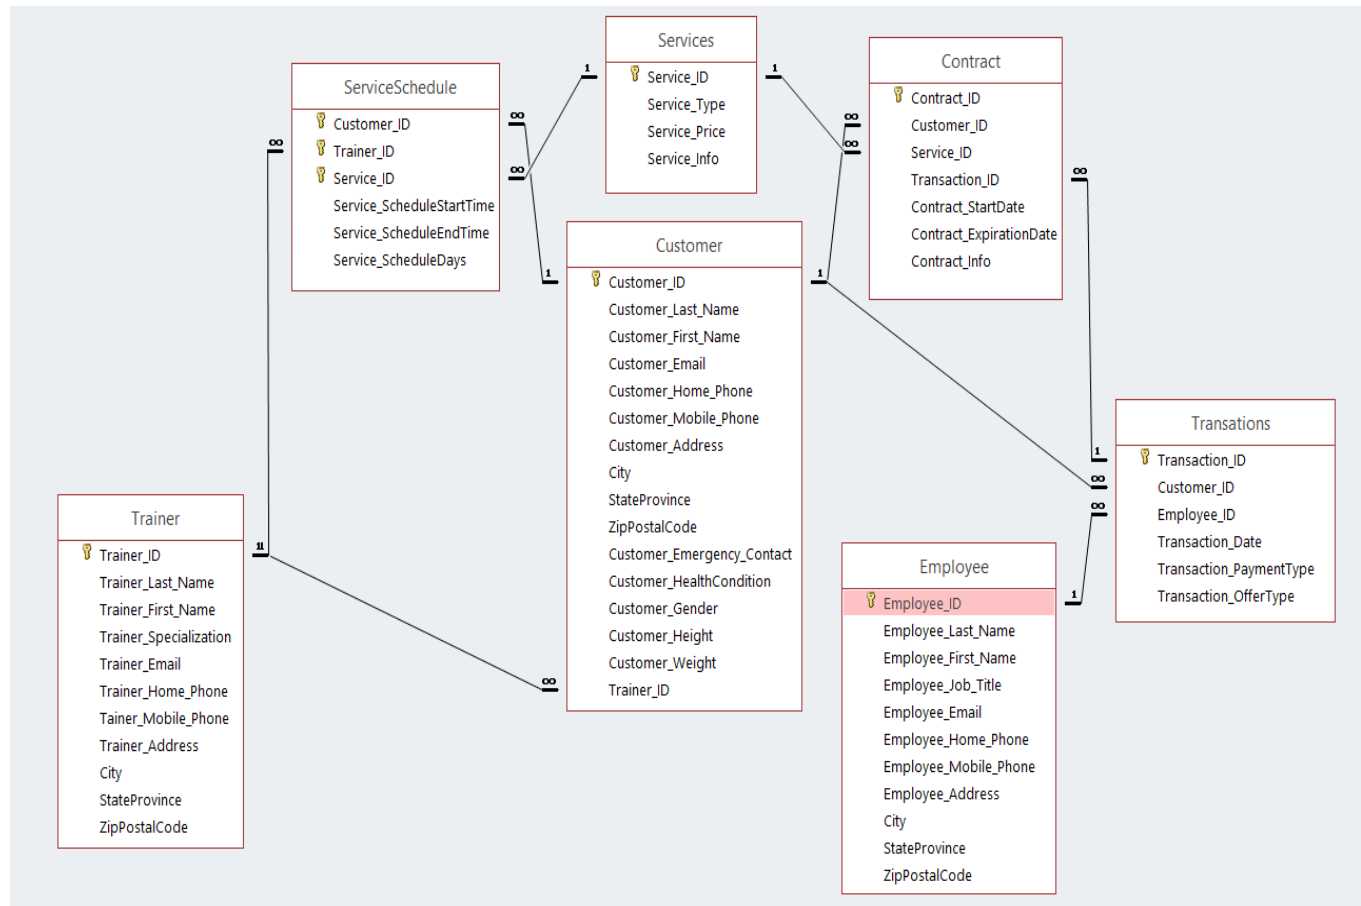 Services
Service_ID
Service_Type
Service_Price
Service_Info
ServiceSchedule
Customer_ID
Trainer_ID
Service_ID
Service_ScheduleStartTime
Service_ScheduleEndTime
Service_ScheduleDays
Contract
Contract_ID
Customer_ID
Service_ID
Transaction_ID
Contract_StartDate
Contract_ExpirationDate
Contract_Info
Customer
Customer_ID
Customer_Last_Name
Customer_First_Name
Customer_Email
Customer_Home_Phone
Customer_Mobile_Phone
Customer_Address
City
StateProvince
ZipPostalCode
Customer_Emergency_Contact
Customer_HealthCondition
Customer_Gender
Customer_Height
Customer_Weight
Trainer_ID
Transations
Transaction_ID
Customer_ID
Employee_ID
Transaction_Date
Transaction_PaymentType
Transaction_OfferType
Trainer
Trainer_ID
Trainer_Last_Name
Trainer_First_Name
Trainer_Specialization
Trainer_Email
Trainer_Home_Phone
Tainer_Mobile_Phone
Trainer_Address
City
StateProvince
ZipPostalCode
Employee
Employee_ID
Employee_Last_Name
Employee_First_Name
Employee_Job_Title
Employee_Email
Employee_Home_Phone
Employee_Mobile_Phone
Employee_Address
City
StateProvince
ZipPostalCode
1
1
∞
∞
∞
∞
∞
∞
1
1
1
∞
∞
1
11
∞
1